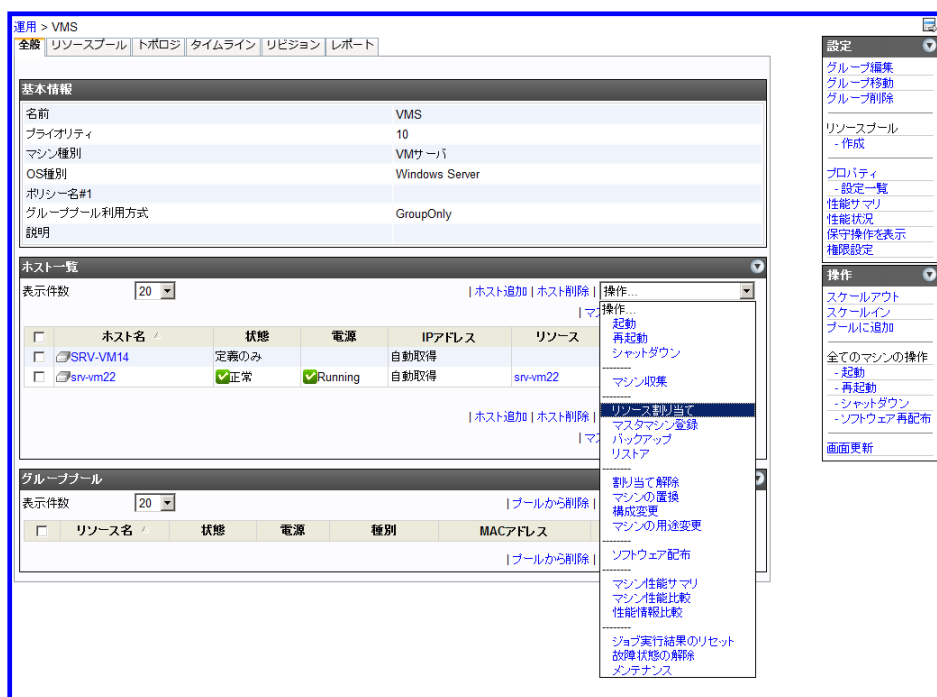 運用 > VMS
全般 リソースプール トポロジ タイムライン リビジョン レポート
基本情報
名前 VMS
プライオリティ 10
マシン種別 VMサーバ
OS種別 Windows Server
ポリシー名#1
グループプール利用方式 GroupOnly
説明
ホスト一覧
表示件数 20 | ホスト追加 | ホスト削除 | 操作...
操作...
起動
再起動
シャットダウン
--------
マシン収集
--------
リソース割り当て
マスタマシン登録
バックアップ
リストア
--------
割り当て解除
マシンの置換
構成変更
マシンの用途変更
--------
ソフトウェア配布
--------
マシン性能サマリ
マシン性能比較
性能情報比較
--------
ジョブ実行結果のリセット
故障状態の解除
メンテナンス
ホスト名 状態 電源 IPアドレス リソース
SRV-VM14 定義のみ 自動取得
srv-vm22 正常 Running 自動取得 srv-vm22
| ホスト追加 | ホスト削除 |
グループプール
表示件数 20 | プールから削除 |
リソース名 状態 電源 種別 MACアドレス
| プールから削除 |
設定
グループ編集
グループ移動
グループ削除
リソースプール
- 作成
プロパティ
- 設定一覧
性能サマリ
性能状況
保守操作を表示
権限設定
操作
スケールアウト
スケールイン
プールに追加
全てのマシンの操作
- 起動
- 再起動
- シャットダウン
- ソフトウェア再配布
画面更新